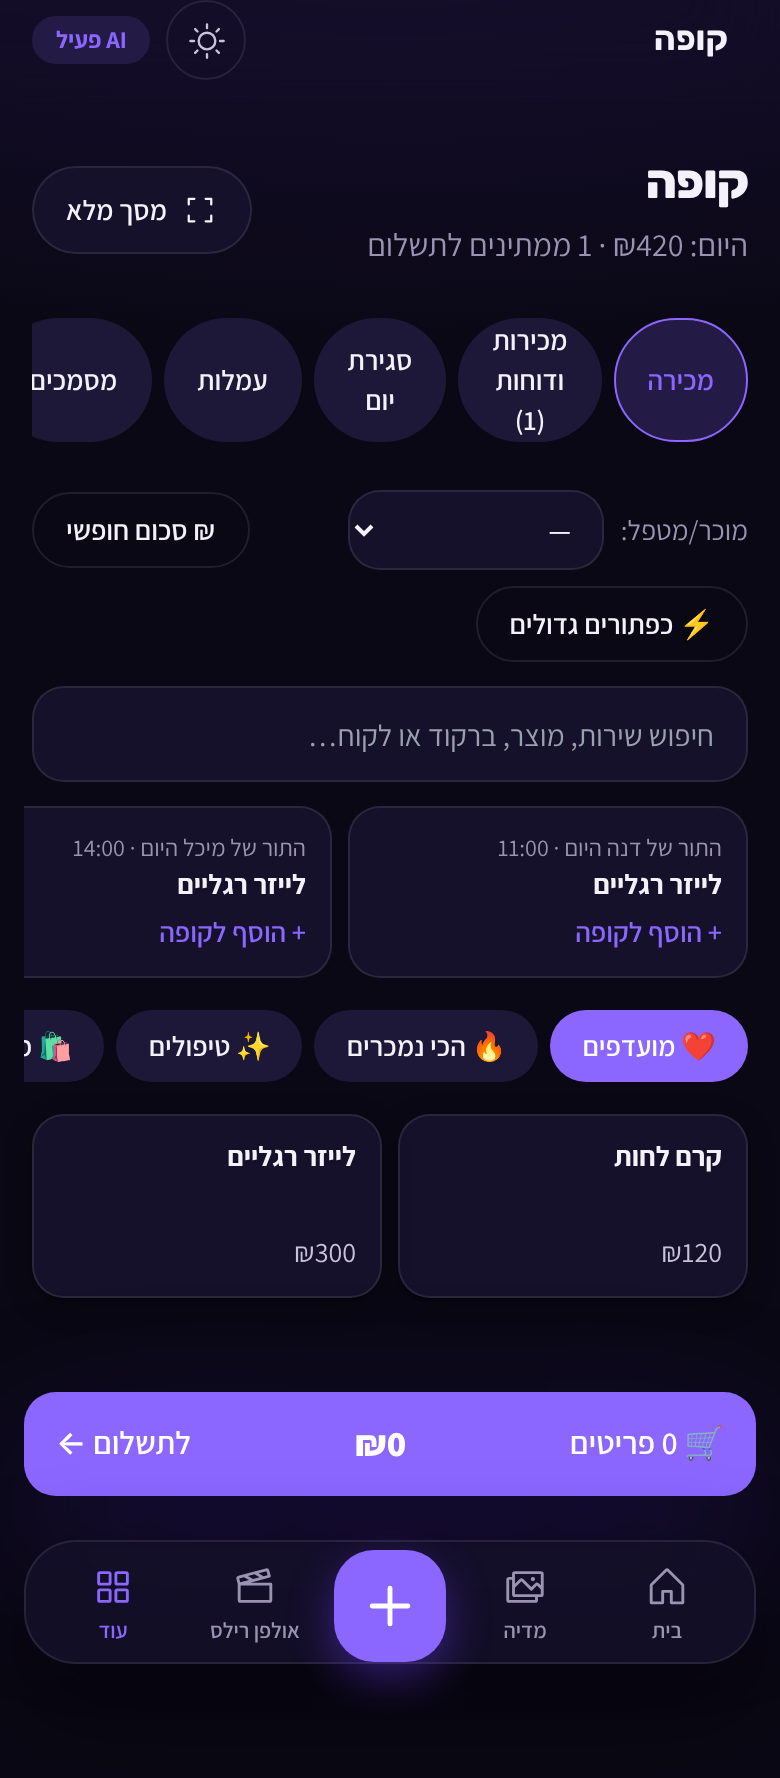 קופה
AI פעיל
קופה
היום: ₪420 · 1 ממתינים לתשלום
מסך מלא
מכירה
מכירות
ודוחות
(1)
סגירת
יום
עמלות
מסמכים
מוכר/מטפל:
—
₪ סכום חופשי
⚡ כפתורים גדולים
חיפוש שירות, מוצר, ברקוד או לקוח...
התור של דנה היום · 11:00
לייזר רגליים
+ הוסף לקופה
התור של מיכל היום · 14:00
לייזר רגליים
+ הוסף לקופה
❤️ מועדפים
🔥 הכי נמכרים
✨ טיפולים
🛍️
קרם לחות
₪120
לייזר רגליים
₪300
🛒 0 פריטים
₪0
לתשלום ←
בית
מדיה
אולפן רילס
עוד